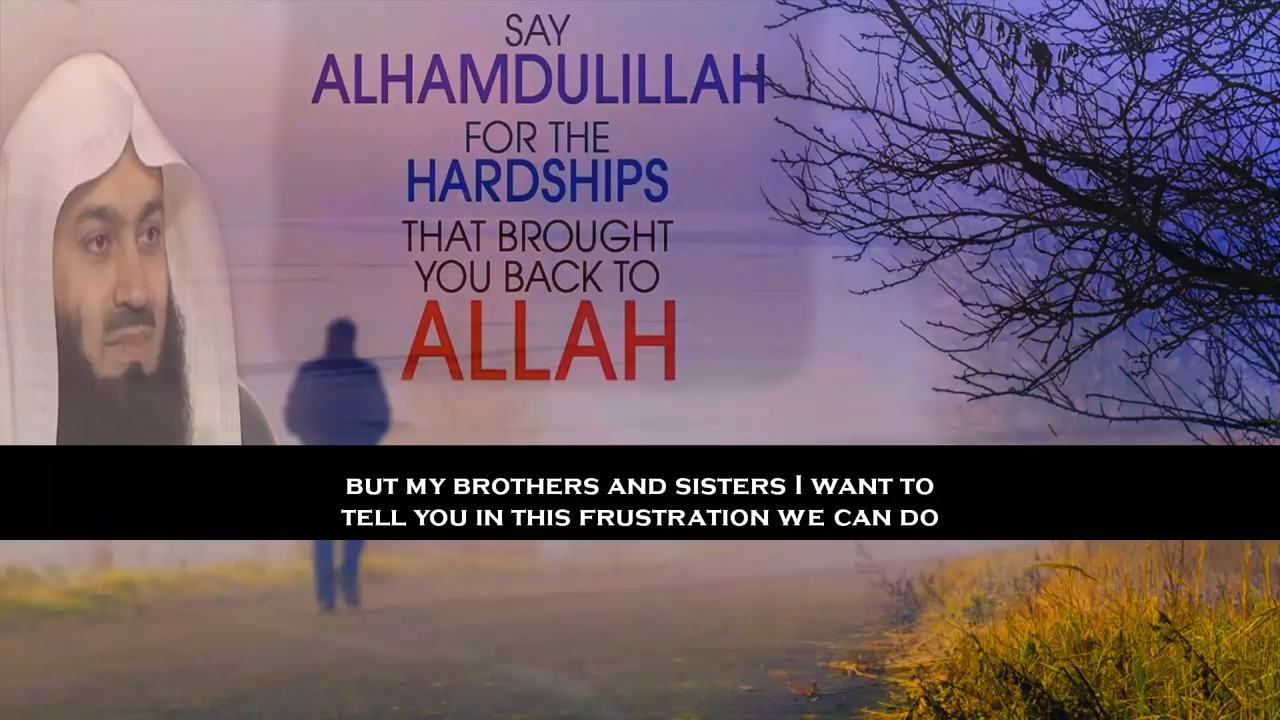 SAY
ALHAMDULILLAH
FOR THE
HARDSHIPS
THAT BROUGHT
YOU BACK TO
ALLAH
BUT MY BROTHERS AND SISTERS I WANT TO
TELL YOU IN THIS FRUSTRATION WE CAN DO